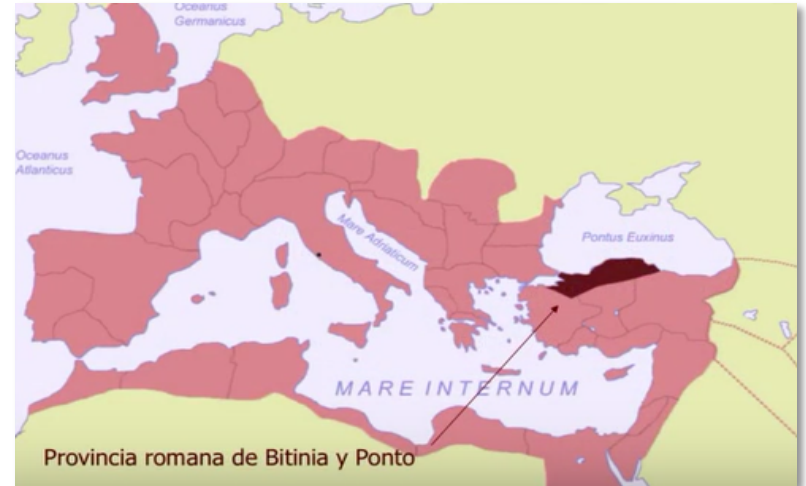 Oceanus
Germanicus
Oceanus
Atlanticus
Mare Adriaticum
Pontus Euxinus
MARE INTERNUM
Provincia romana de Bitinia y Ponto